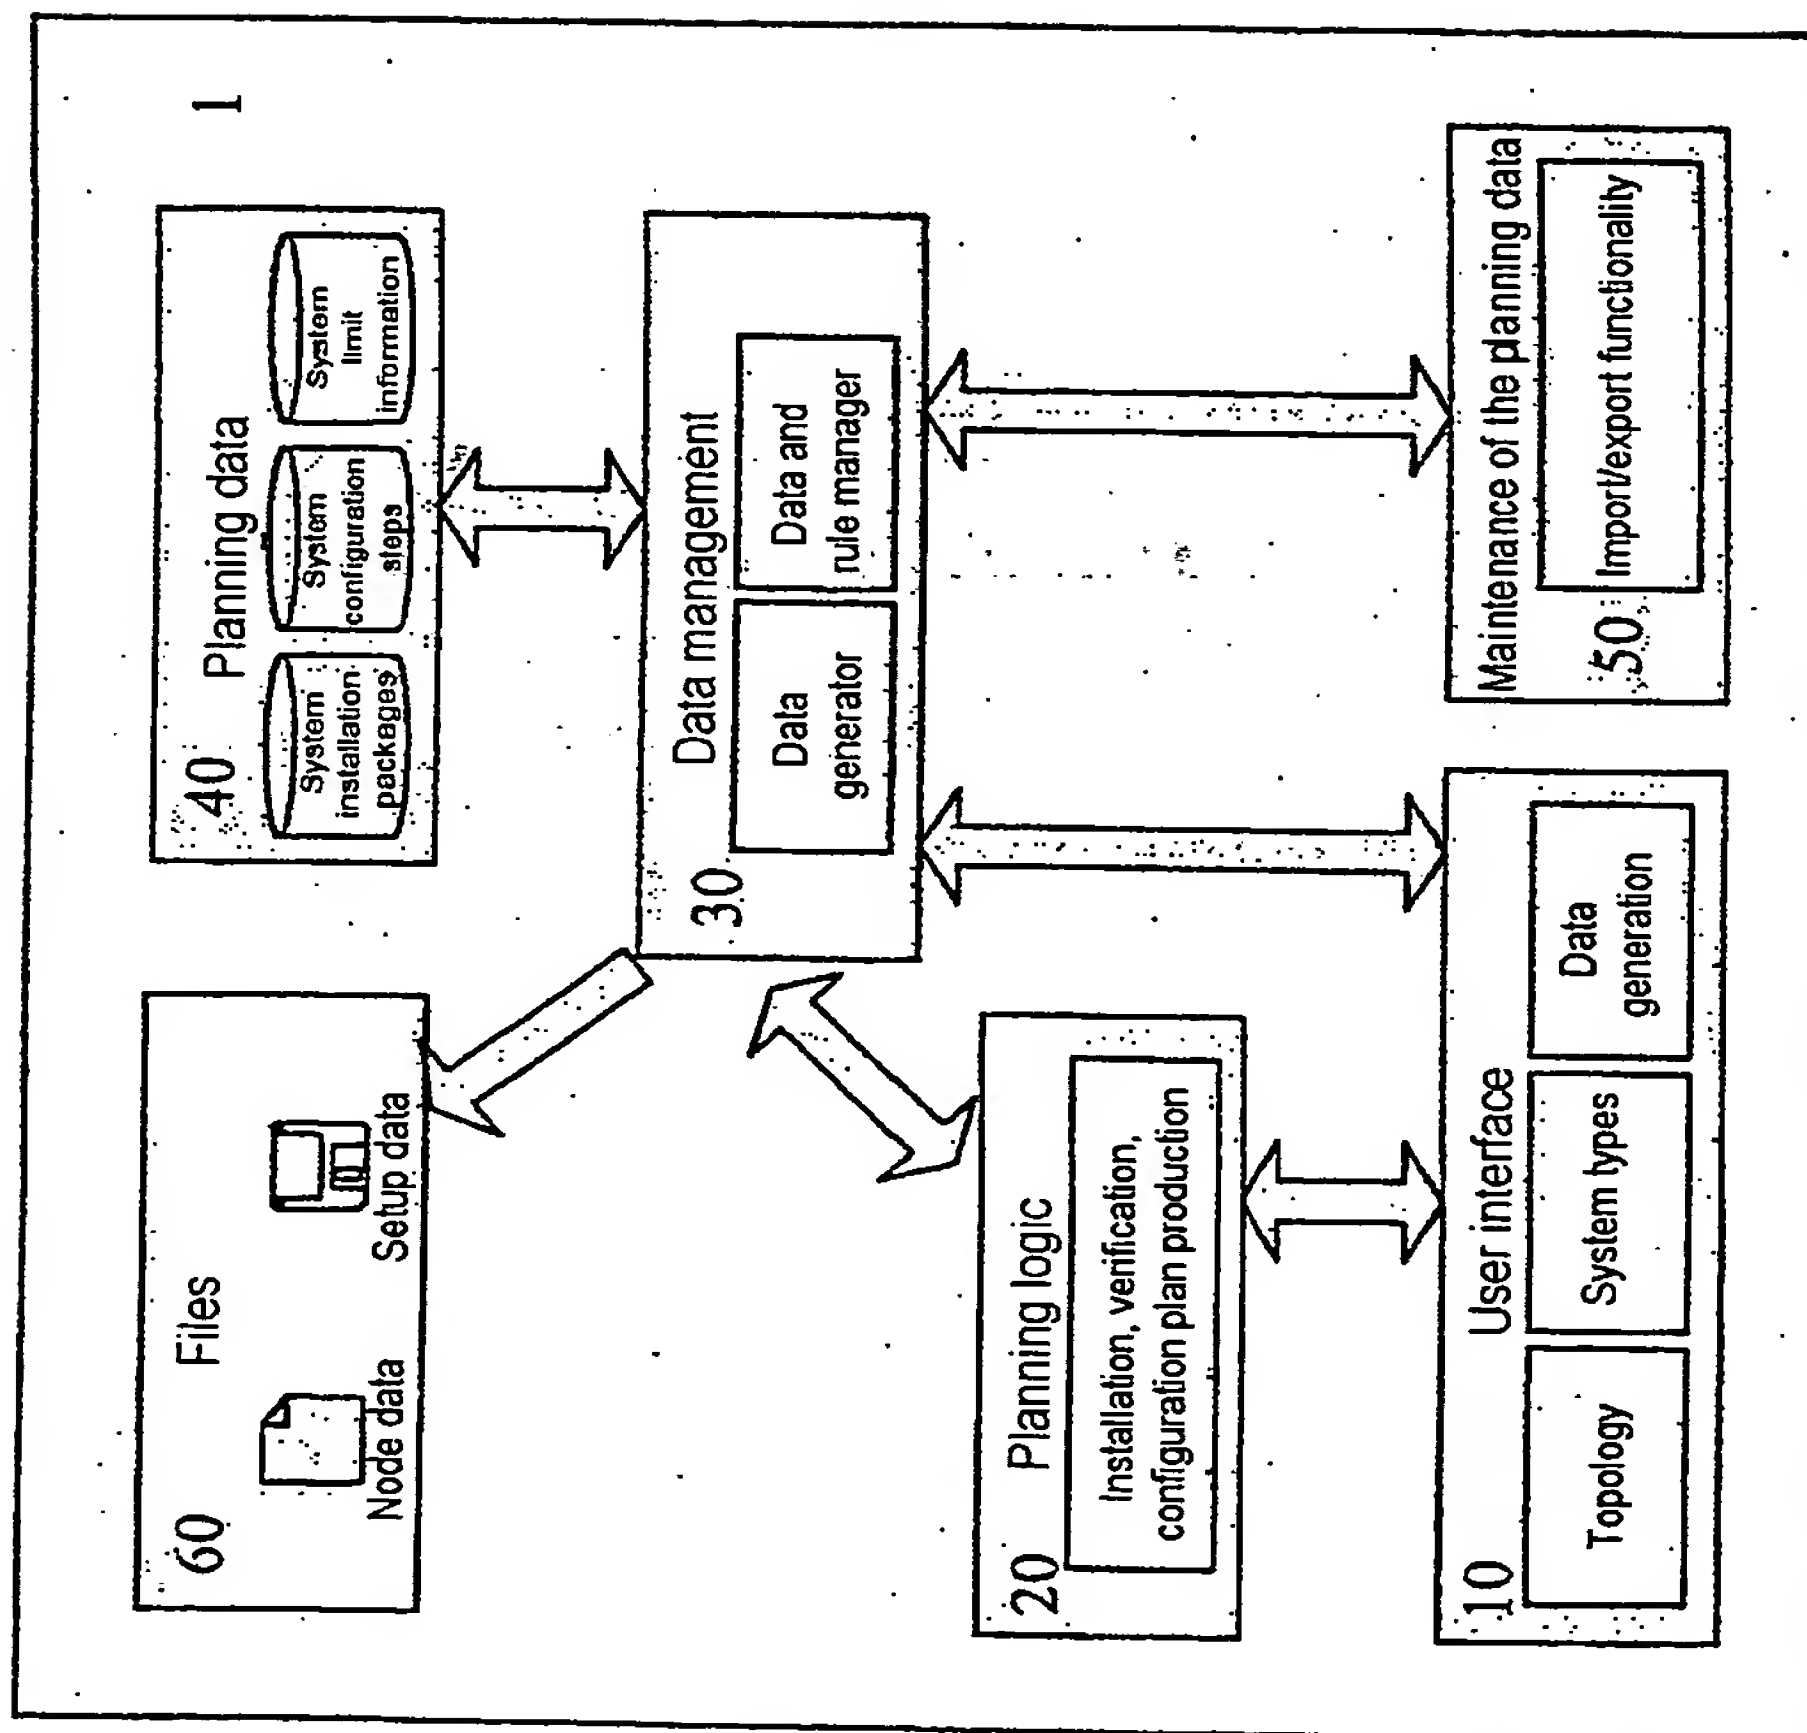 1
60
Files
Node data
Setup data
40
Planning data
System
installation
packages
System
configuration
steps
System
limit
information
30
Data management
Data
generator
Data and
rule manager
20
Planning logic
Installation, verification,
configuration plan production
10
User interface
Topology
System types
Data
generation
Maintenance of the planning data
50
Import/export functionality